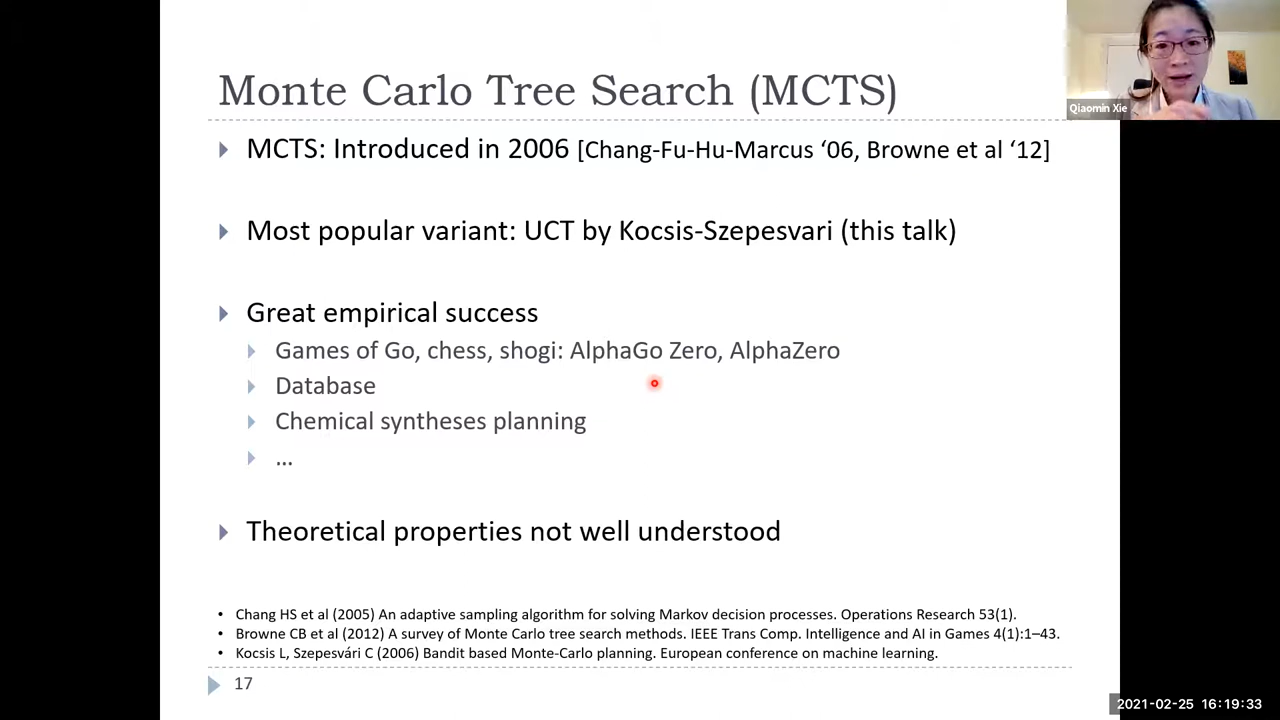 Monte Carlo Tree Search (MCTS)
Qiaomin Xie
MCTS: Introduced in 2006 [Chang-Fu-Hu-Marcus ‘06, Browne et al ‘12]
Most popular variant: UCT by Kocsis-Szepesvari (this talk)
Great empirical success
Games of Go, chess, shogi: AlphaGo Zero, AlphaZero
Database
Chemical syntheses planning
...
Theoretical properties not well understood
• Chang HS et al (2005) An adaptive sampling algorithm for solving Markov decision processes. Operations Research 53(1).
• Browne CB et al (2012) A survey of Monte Carlo tree search methods. IEEE Trans Comp. Intelligence and AI in Games 4(1):1–43.
• Kocsis L, Szepesvári C (2006) Bandit based Monte-Carlo planning. European conference on machine learning.
17
2021-02-25 16:19:33